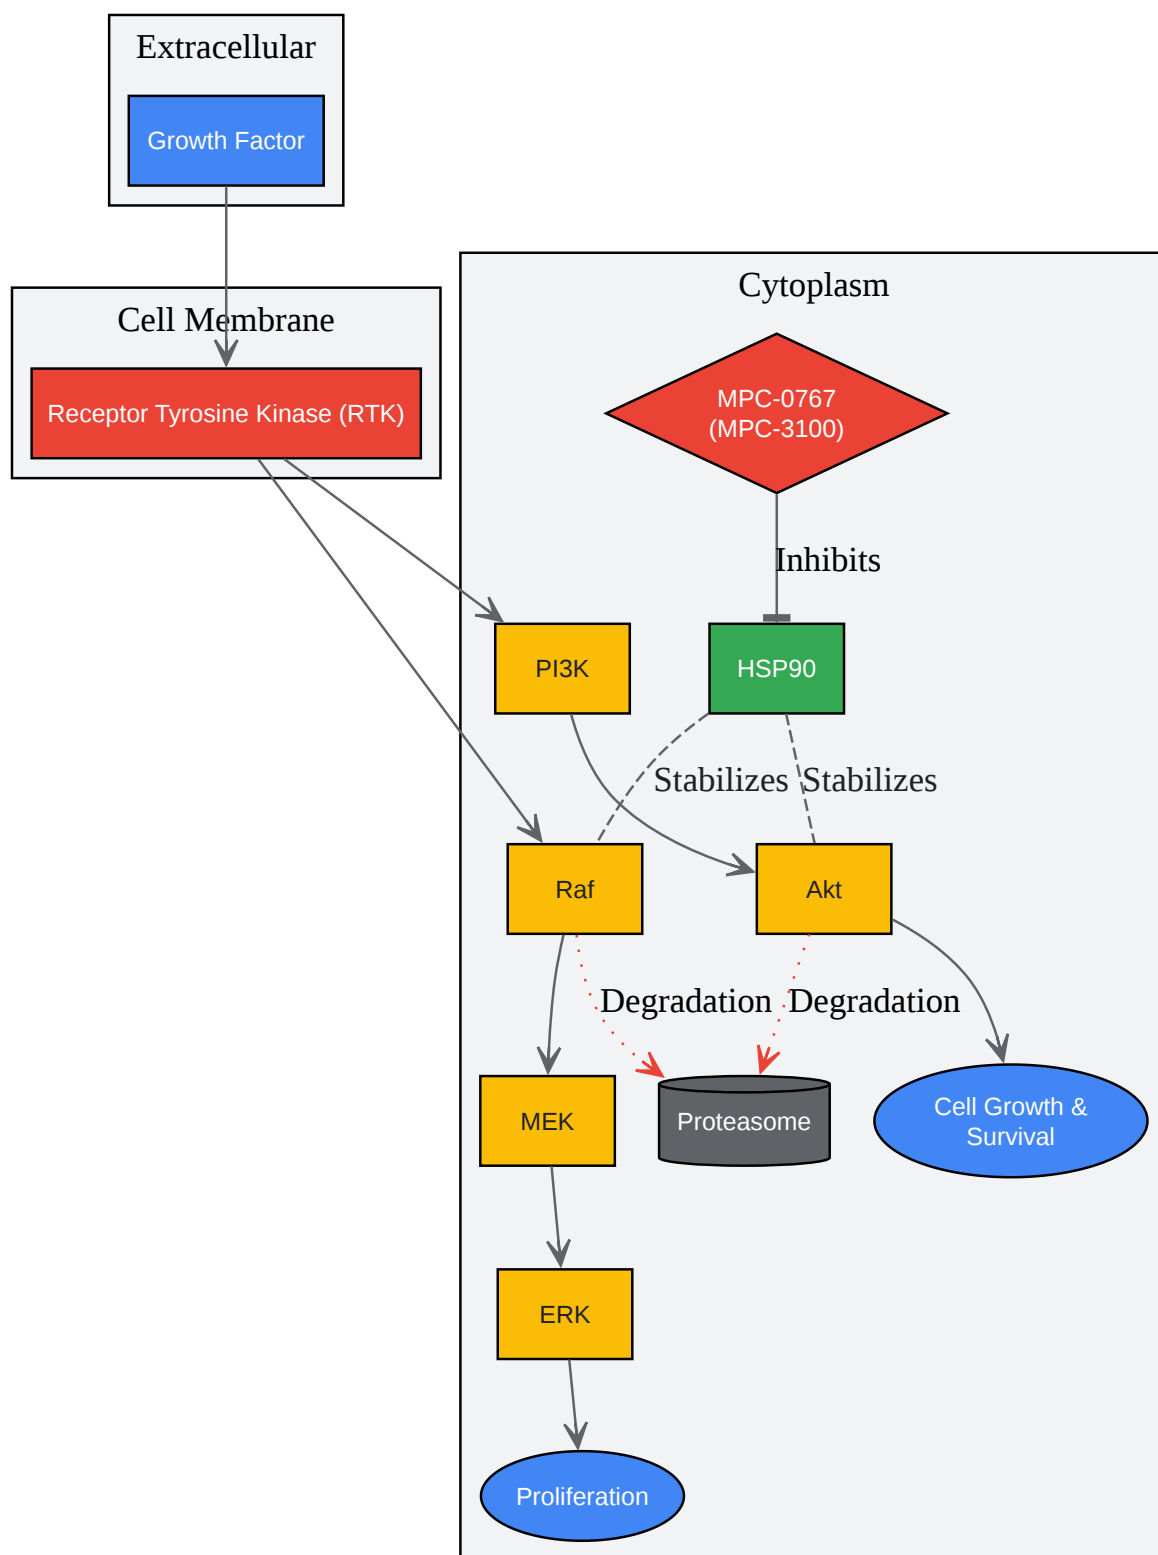 Extracellular
Growth Factor
Cell Membrane
Receptor Tyrosine Kinase (RTK)
Cytoplasm
MPC-0767
(MPC-3100)
Inhibits
PI3K
HSP90
Stabilizes
Stabilizes
Raf
Akt
Degradation
Degradation
MEK
Proteasome
Cell Growth &
Survival
ERK
Proliferation